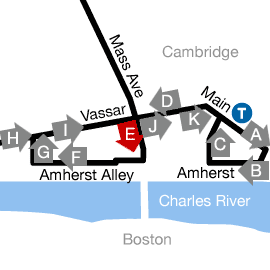 Mass Ave
Cambridge
Main
T
Vassar
D
K
A
E
J
I
H
C
G
F
B
Amherst Alley
Amherst
Charles River
Boston